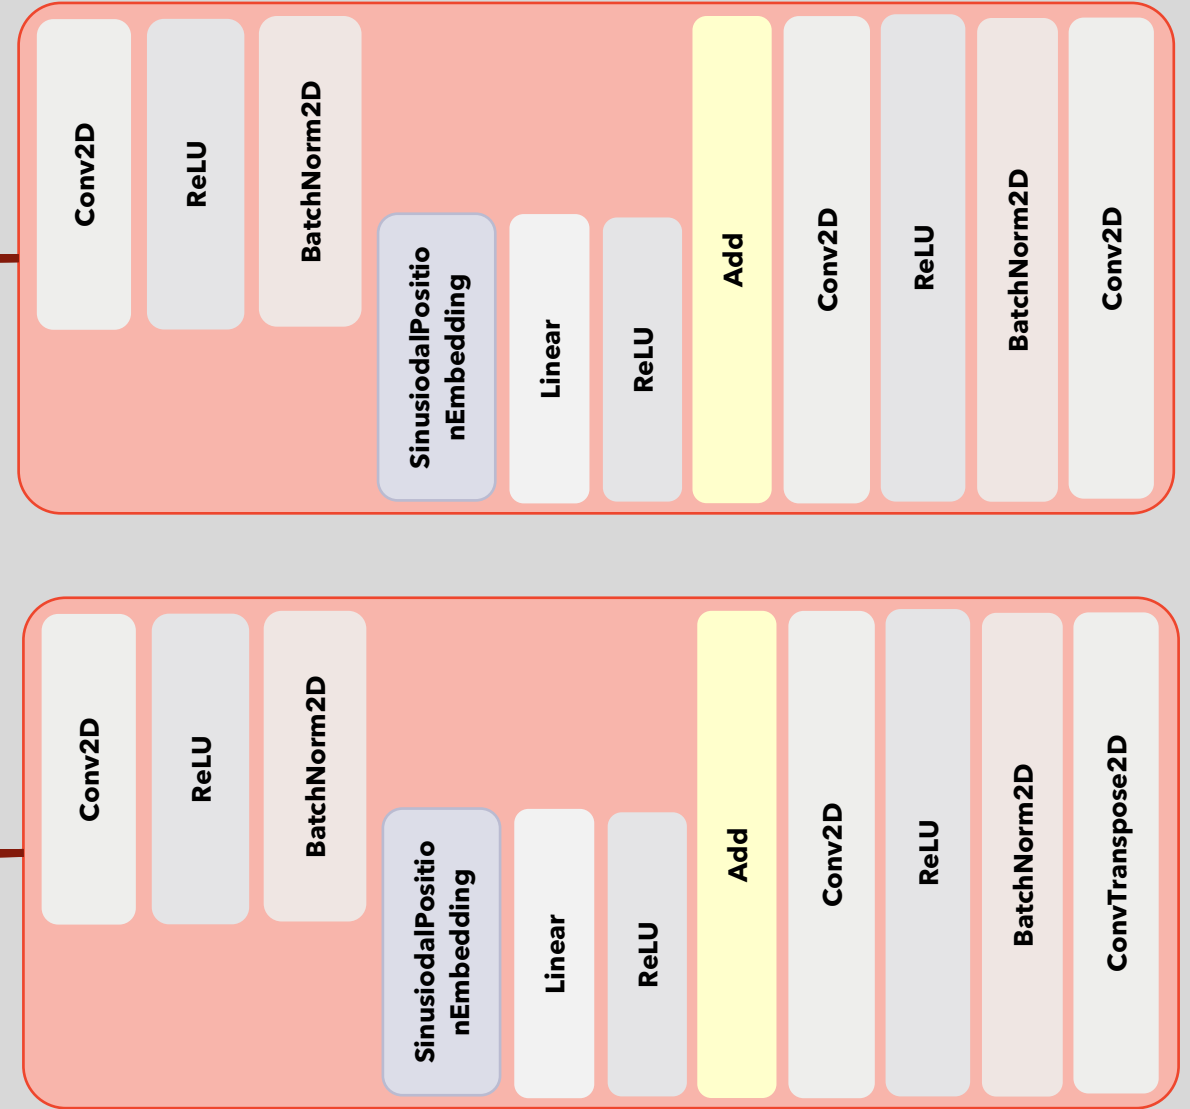 Conv2D
ReLU
BatchNorm2D
SinusiodalPositio
nEmbedding
Linear
ReLU
Add
Conv2D
ReLU
BatchNorm2D
Conv2D
Conv2D
ReLU
BatchNorm2D
SinusiodalPositio
nEmbedding
Linear
ReLU
Add
Conv2D
ReLU
BatchNorm2D
ConvTranspose2D